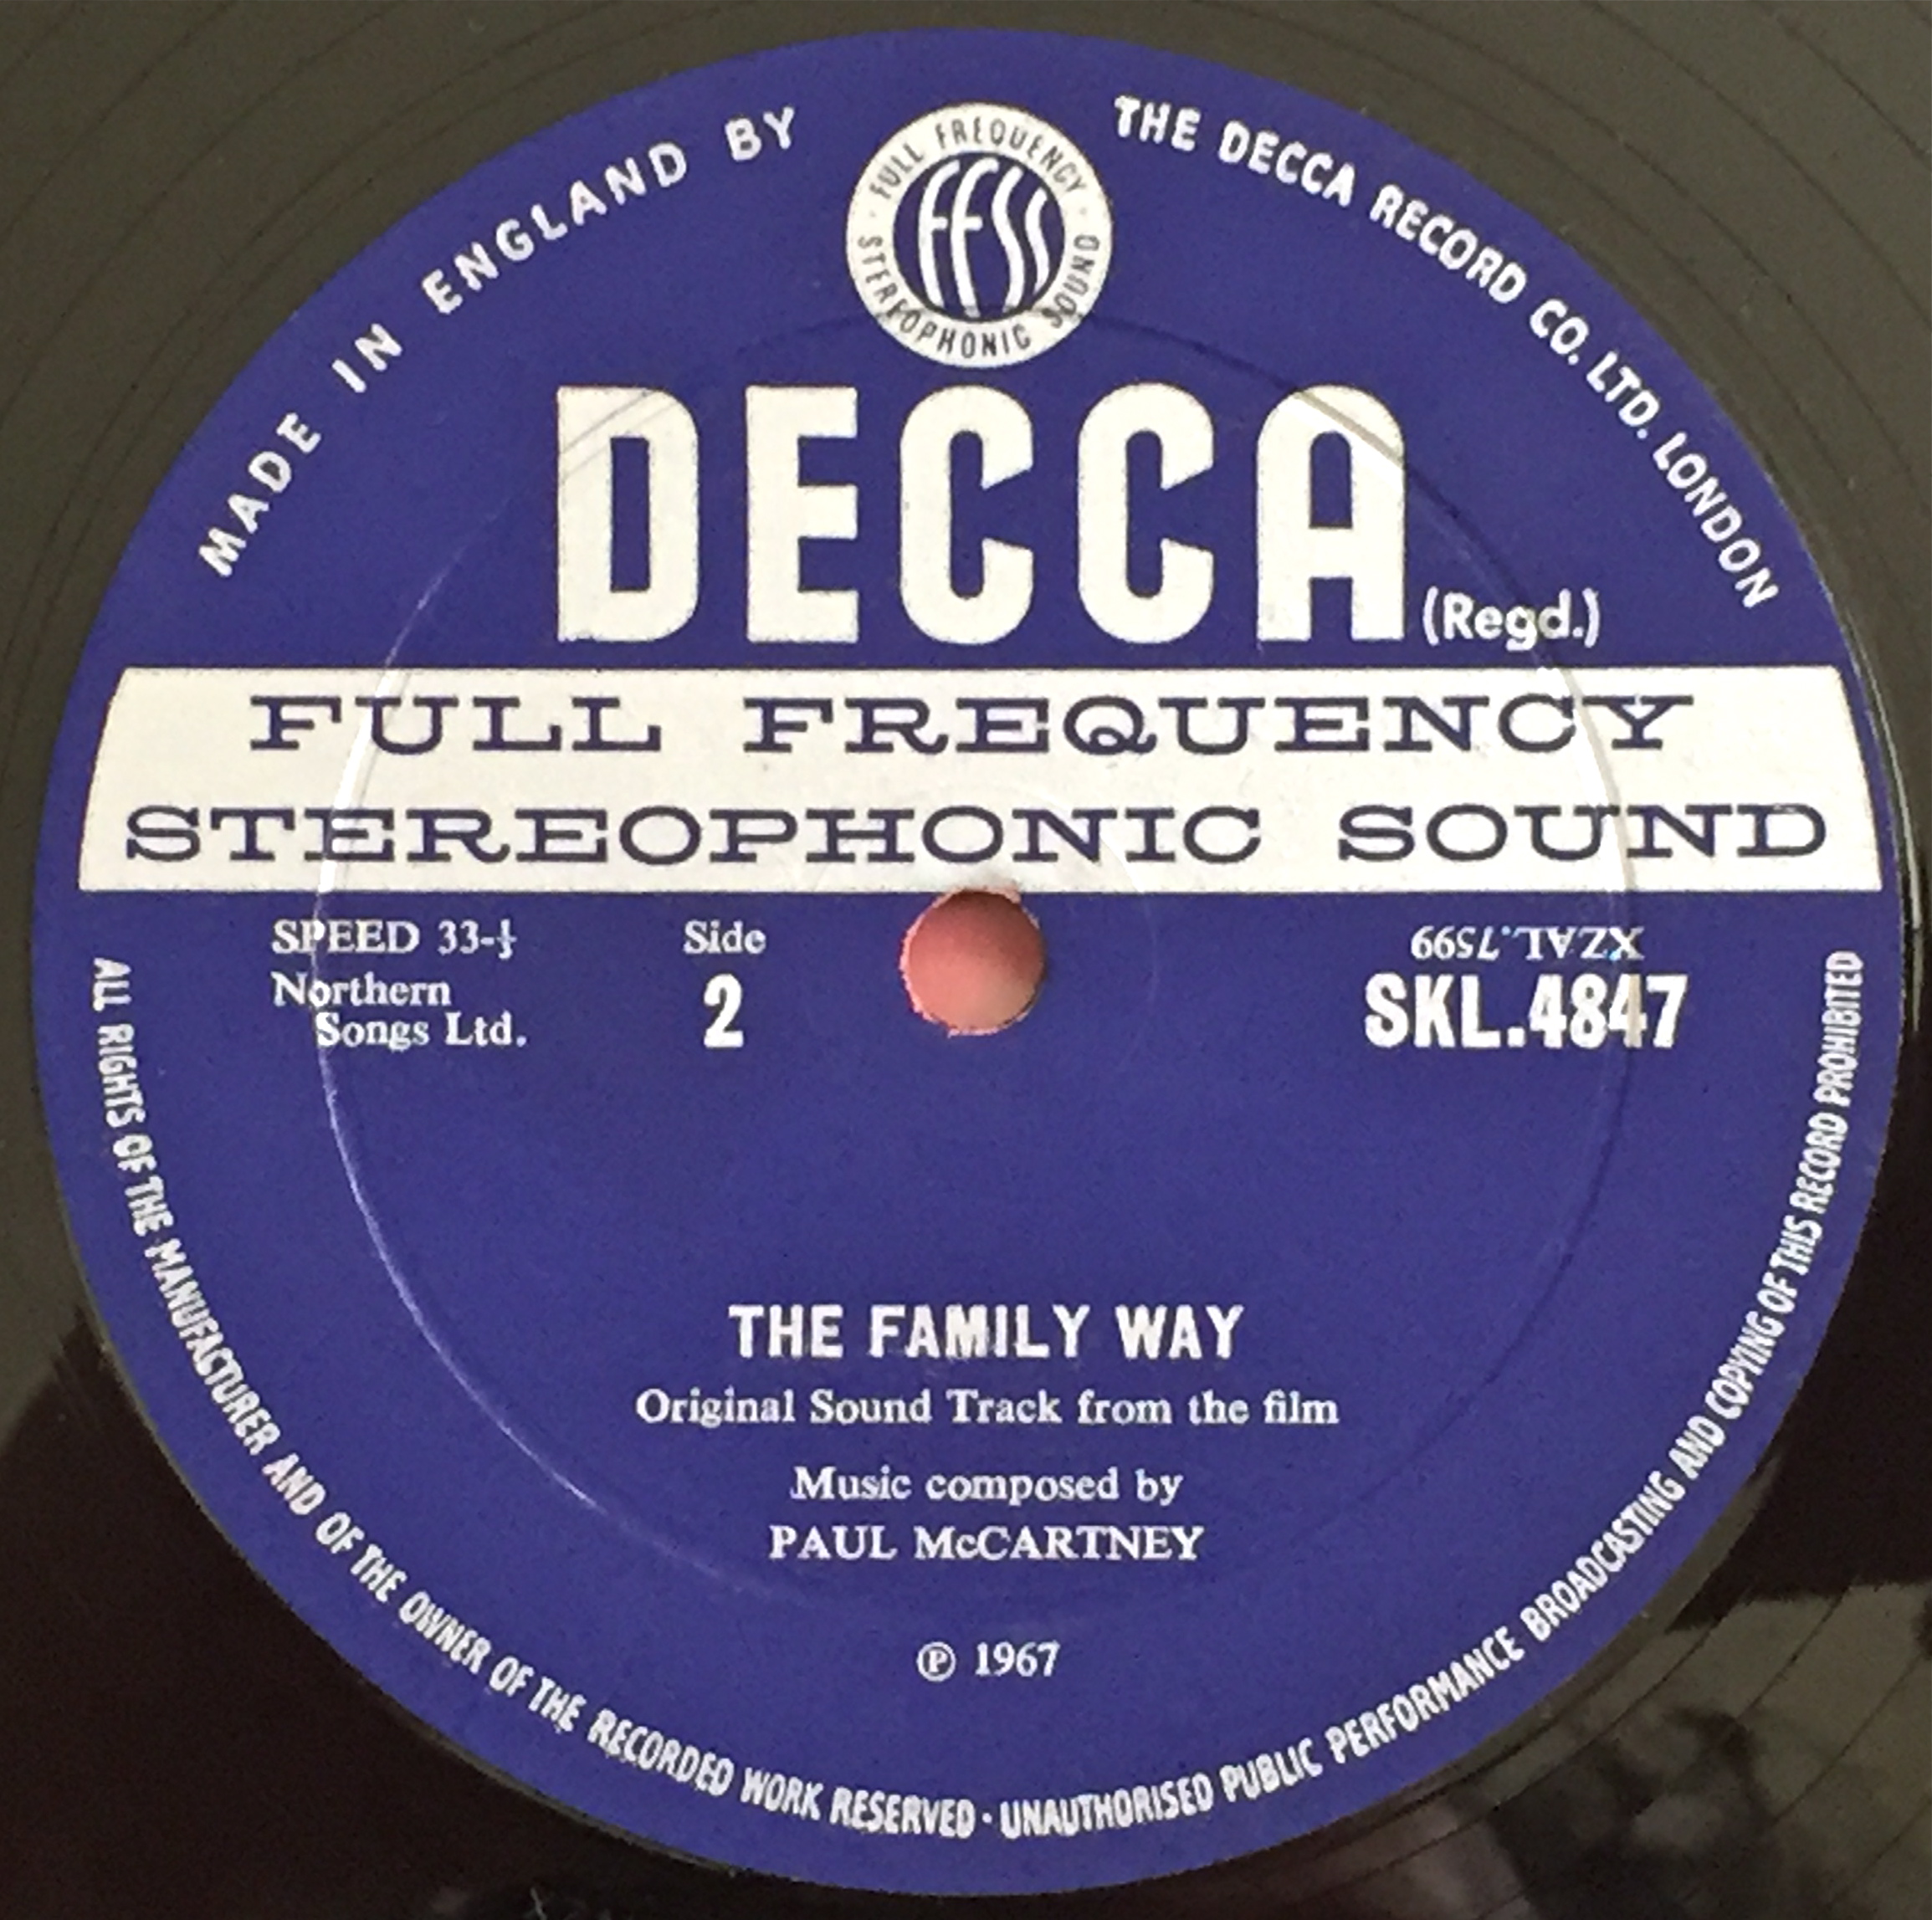 MADE IN ENGLAND BY THE DECCA RECORD CO. LTD. LONDON
· FULL FREQUENCY ·
STEREOPHONIC SOUND
FFSS
DECCA (Regd.)
FULL FREQUENCY
STEREOPHONIC SOUND
SPEED 33-⅓
Northern
Songs Ltd.
Side
2
XZAL.7599
SKL.4847
THE FAMILY WAY
Original Sound Track from the film
Music composed by
PAUL McCARTNEY
℗ 1967
ALL RIGHTS OF THE MANUFACTURER AND OF THE OWNER OF THE RECORDED WORK RESERVED · UNAUTHORISED PUBLIC PERFORMANCE BROADCASTING AND COPYING OF THIS RECORD PROHIBITED